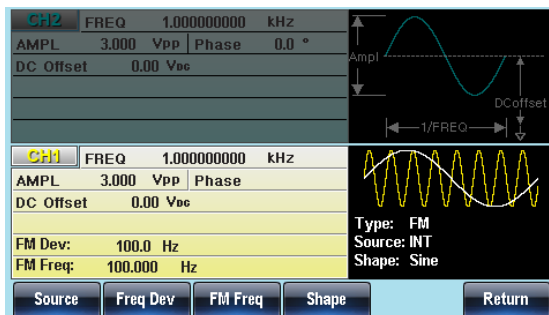 CH2 FREQ 1.000000000 kHz
AMPL 3.000 Vpp Phase 0.0 °
DC Offset 0.00 VDC
Ampl
DCoffset
1/FREQ
CH1 FREQ 1.000000000 kHz
AMPL 3.000 Vpp Phase
DC Offset 0.00 VDC
FM Dev: 100.0 Hz
FM Freq: 100.000 Hz
Type: FM
Source: INT
Shape: Sine
Source Freq Dev FM Freq Shape Return